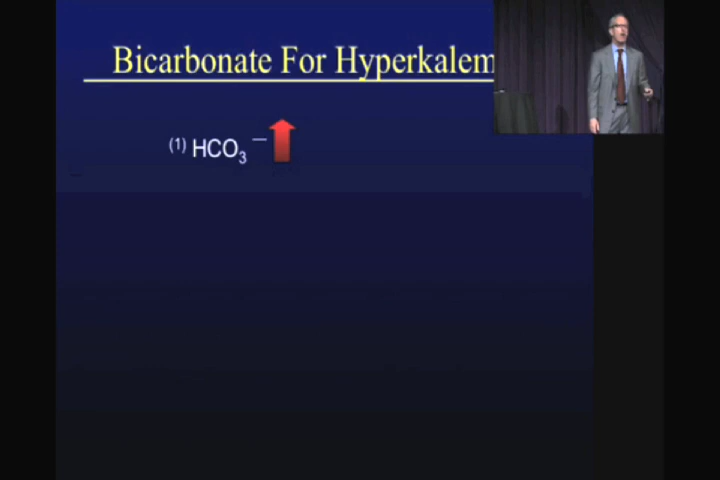 Bicarbonate For Hyperkalem
(1) HCO3 –